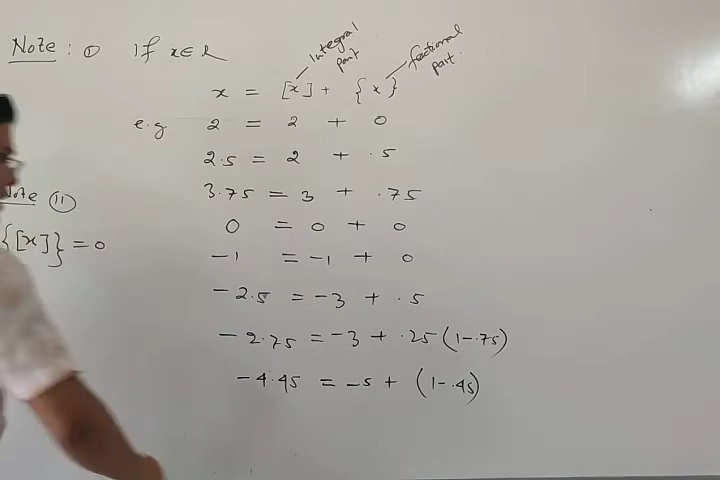 Note : ① If x ∈ R
integral part
fractional part.
x = [x] + {x}
e.g 2 = 2 + 0
2.5 = 2 + .5
3.75 = 3 + .75
0 = 0 + 0
-1 = -1 + 0
-2.5 = -3 + .5
-2.75 = -3 + .25 (1-.75)
-4.45 = -5 + (1-.45)
Note ⑪
{[x]} = 0